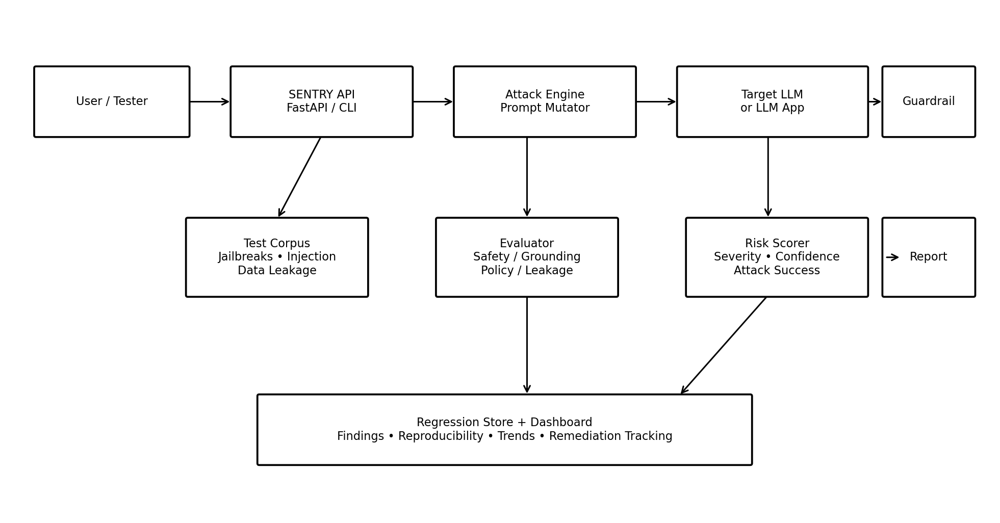 User / Tester
SENTRY API
FastAPI / CLI
Attack Engine
Prompt Mutator
Target LLM
or LLM App
Guardrail
Test Corpus
Jailbreaks • Injection
Data Leakage
Evaluator
Safety / Grounding
Policy / Leakage
Risk Scorer
Severity • Confidence
Attack Success
Report
Regression Store + Dashboard
Findings • Reproducibility • Trends • Remediation Tracking